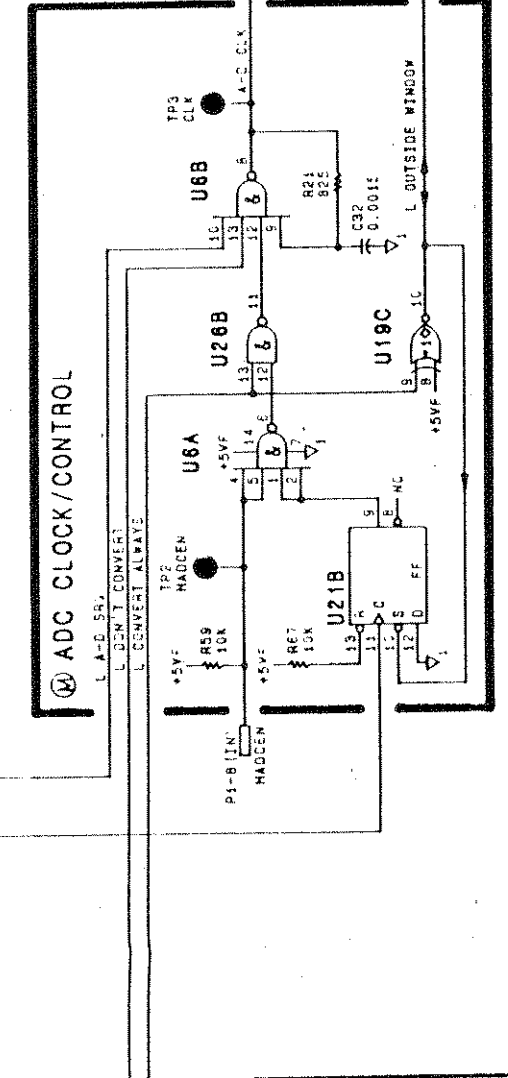 M ADC CLOCK/CONTROL
L DON'T CONVERT
L CONVERT ALWAYS
TP3
CLK
A-D CLK
U6B
10
13
12
9
8
&
R21
825
C32
0.0015
1
L OUTSIDE WINDOW
U26B
13
12
11
&
U19C
9
8
10
+5VF
U6A
+5VF
14
4
5
1
2
6
7
&
1
TP2
HADCEN
+5VF
R59
10K
+5VF
R67
10K
P1-8(IN)
HADCEN
U21B
13
11
12
R
C
S
D
FF
9
8
NC
1